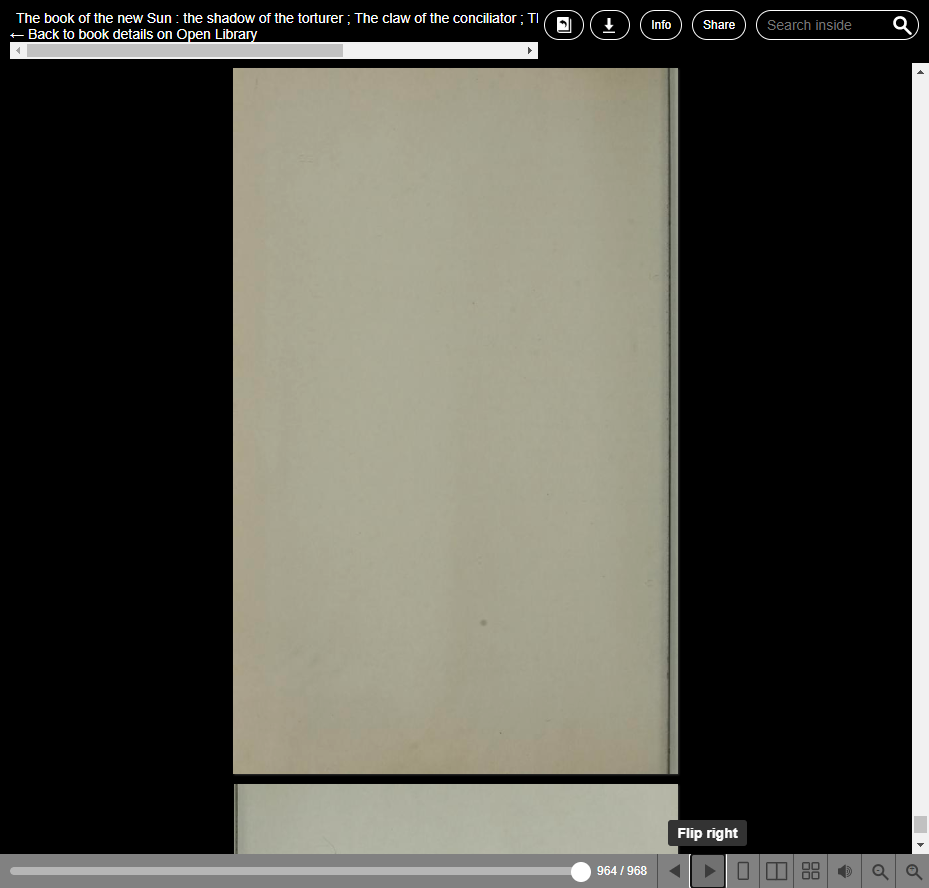 The book of the new Sun : the shadow of the torturer ; The claw of the conciliator ; Tl
← Back to book details on Open Library
Info
Share
Search inside
Flip right
964 / 968